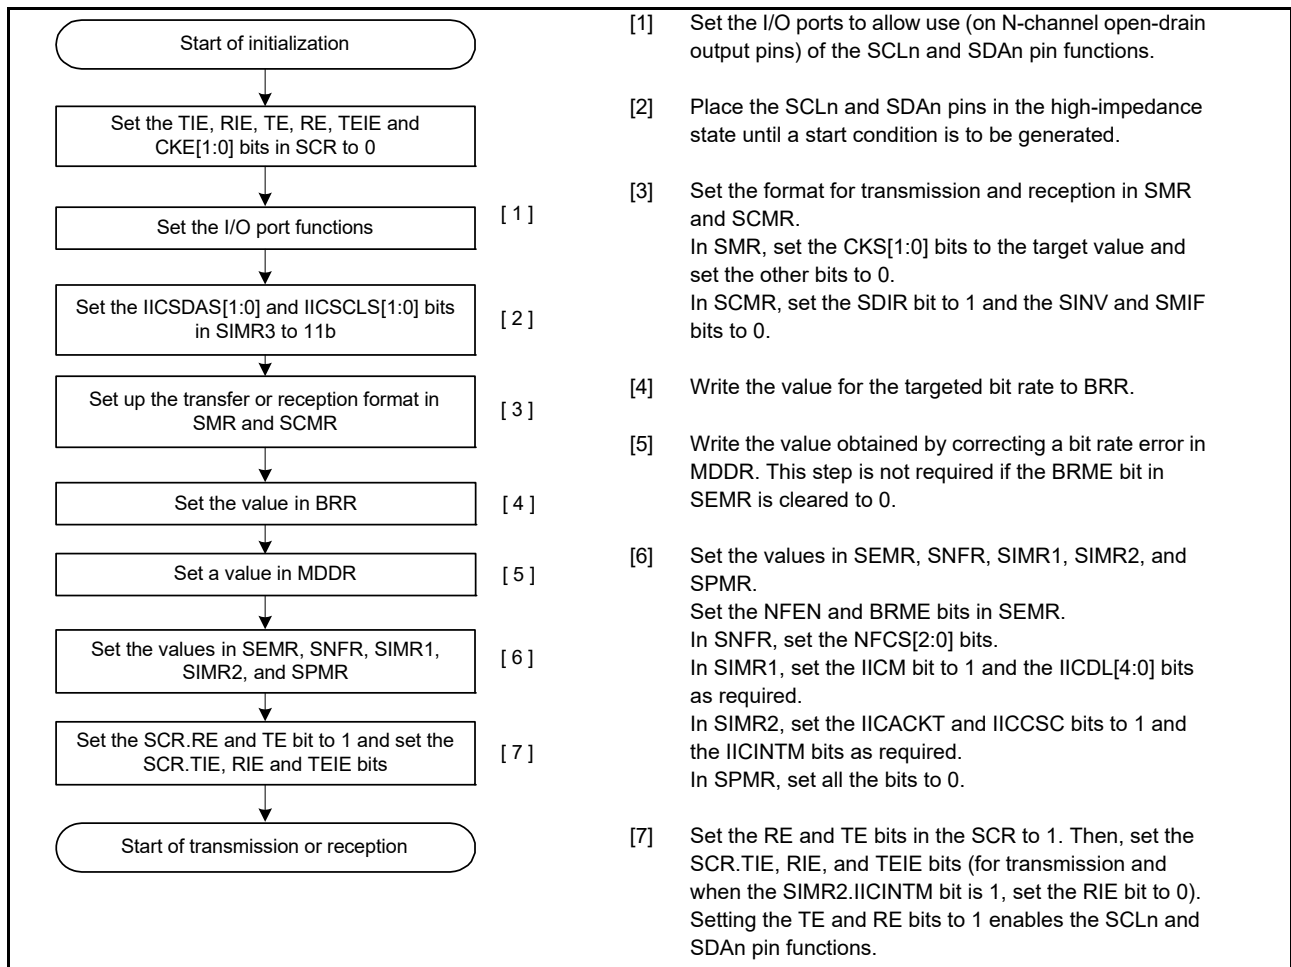 Start of initialization
Set the TIE, RIE, TE, RE, TEIE and
CKE[1:0] bits in SCR to 0
Set the I/O port functions
[ 1 ]
Set the IICSDAS[1:0] and IICSCLS[1:0] bits
in SIMR3 to 11b
[ 2 ]
Set up the transfer or reception format in
SMR and SCMR
[ 3 ]
Set the value in BRR
[ 4 ]
Set a value in MDDR
[ 5 ]
Set the values in SEMR, SNFR, SIMR1,
SIMR2, and SPMR
[ 6 ]
Set the SCR.RE and TE bit to 1 and set the
SCR.TIE, RIE and TEIE bits
[ 7 ]
Start of transmission or reception
[1] Set the I/O ports to allow use (on N-channel open-drain
output pins) of the SCLn and SDAn pin functions.
[2] Place the SCLn and SDAn pins in the high-impedance
state until a start condition is to be generated.
[3] Set the format for transmission and reception in SMR
and SCMR.
In SMR, set the CKS[1:0] bits to the target value and
set the other bits to 0.
In SCMR, set the SDIR bit to 1 and the SINV and SMIF
bits to 0.
[4] Write the value for the targeted bit rate to BRR.
[5] Write the value obtained by correcting a bit rate error in
MDDR. This step is not required if the BRME bit in
SEMR is cleared to 0.
[6] Set the values in SEMR, SNFR, SIMR1, SIMR2, and
SPMR.
Set the NFEN and BRME bits in SEMR.
In SNFR, set the NFCS[2:0] bits.
In SIMR1, set the IICM bit to 1 and the IICDL[4:0] bits
as required.
In SIMR2, set the IICACKT and IICCSC bits to 1 and
the IICINTM bits as required.
In SPMR, set all the bits to 0.
[7] Set the RE and TE bits in the SCR to 1. Then, set the
SCR.TIE, RIE, and TEIE bits (for transmission and
when the SIMR2.IICINTM bit is 1, set the RIE bit to 0).
Setting the TE and RE bits to 1 enables the SCLn and
SDAn pin functions.